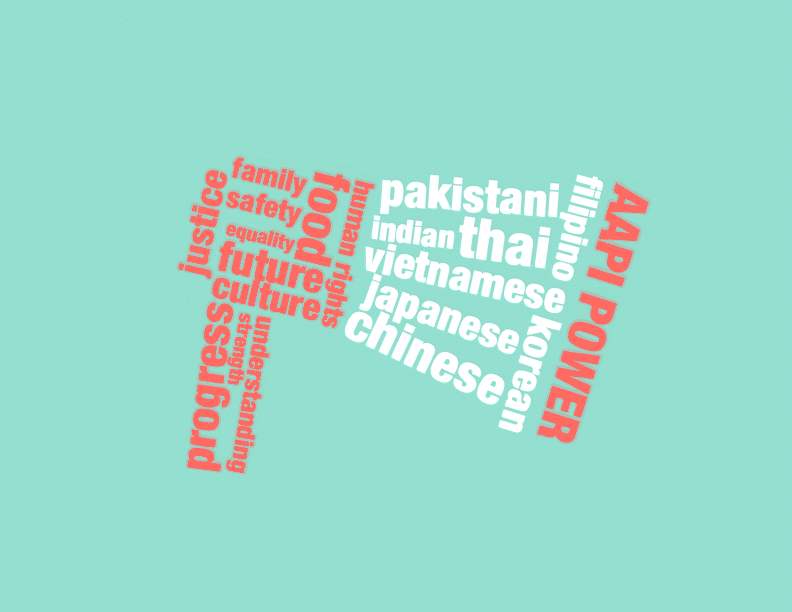 justice
family
safety
equality
food
human rights
future
culture
progress
strength
understanding
pakistani
indian thai
vietnamese
japanese
chinese
filipino
korean
AAPI POWER